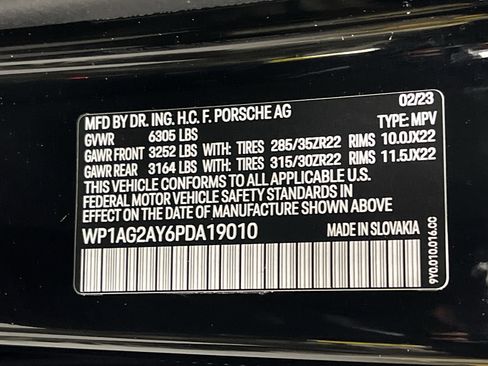 02/23
MFD BY DR. ING. H.C. F. PORSCHE AG
GVWR 6305 LBS TYPE: MPV
GAWR FRONT 3252 LBS WITH: TIRES 285/35ZR22 RIMS 10.0JX22
GAWR REAR 3164 LBS WITH: TIRES 315/30ZR22 RIMS 11.5JX22
THIS VEHICLE CONFORMS TO ALL APPLICABLE U.S.
FEDERAL MOTOR VEHICLE SAFETY STANDARDS IN
EFFECT ON THE DATE OF MANUFACTURE SHOWN ABOVE
WP1AG2AY6PDA19010 MADE IN SLOVAKIA
9Y0.010.016.00